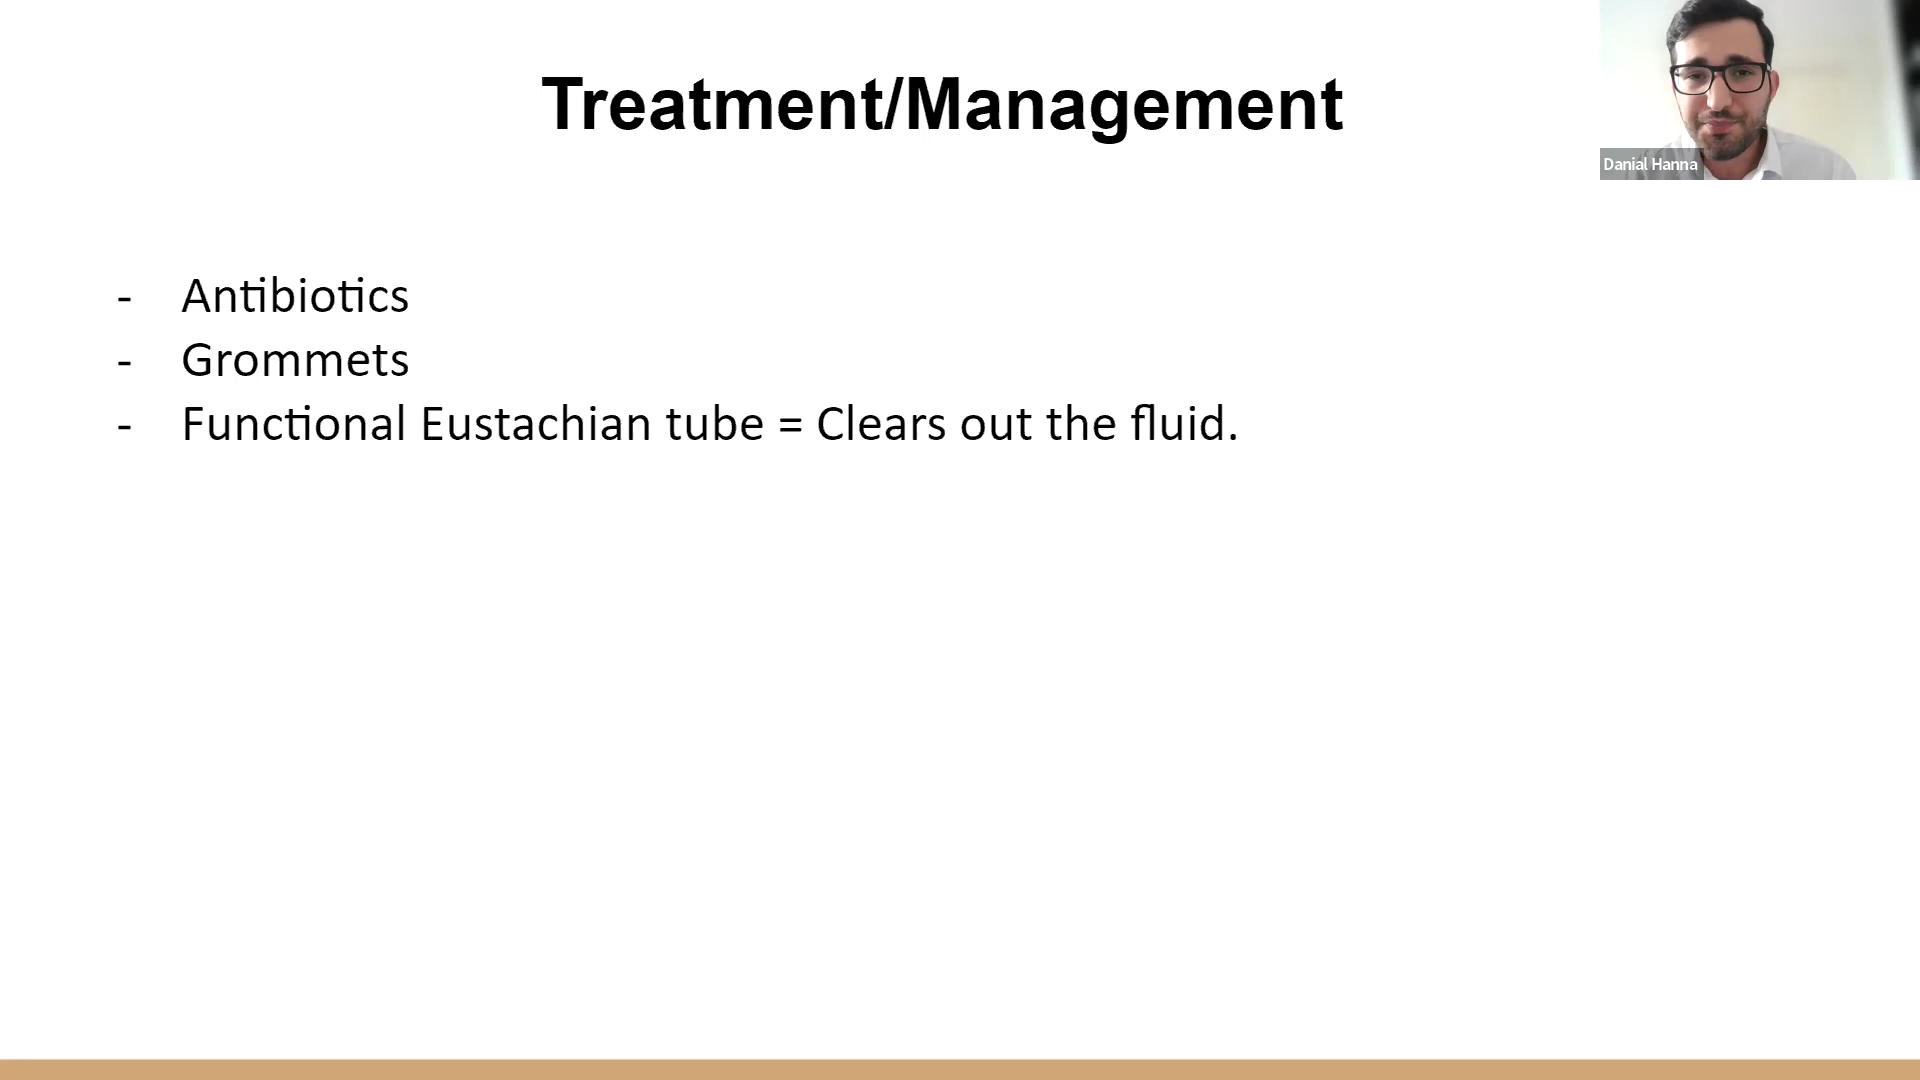 Treatment/Management
Danial Hanna
- Antibiotics
- Grommets
- Functional Eustachian tube = Clears out the fluid.